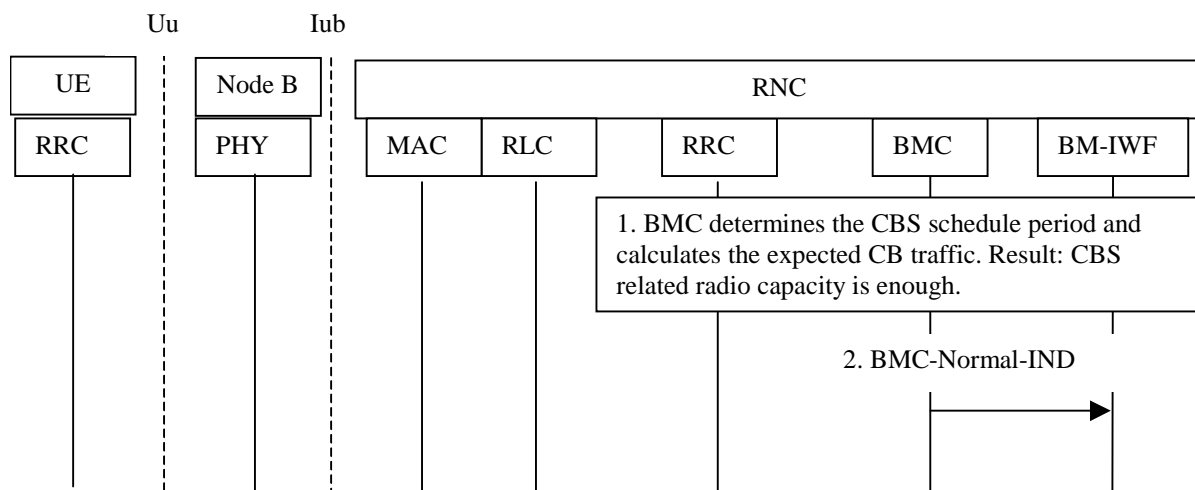 Uu Iub
UE Node B RNC
RRC PHY MAC RLC RRC BMC BM-IWF
1. BMC determines the CBS schedule period and
calculates the expected CB traffic. Result: CBS
related radio capacity is enough.
2. BMC-Normal-IND